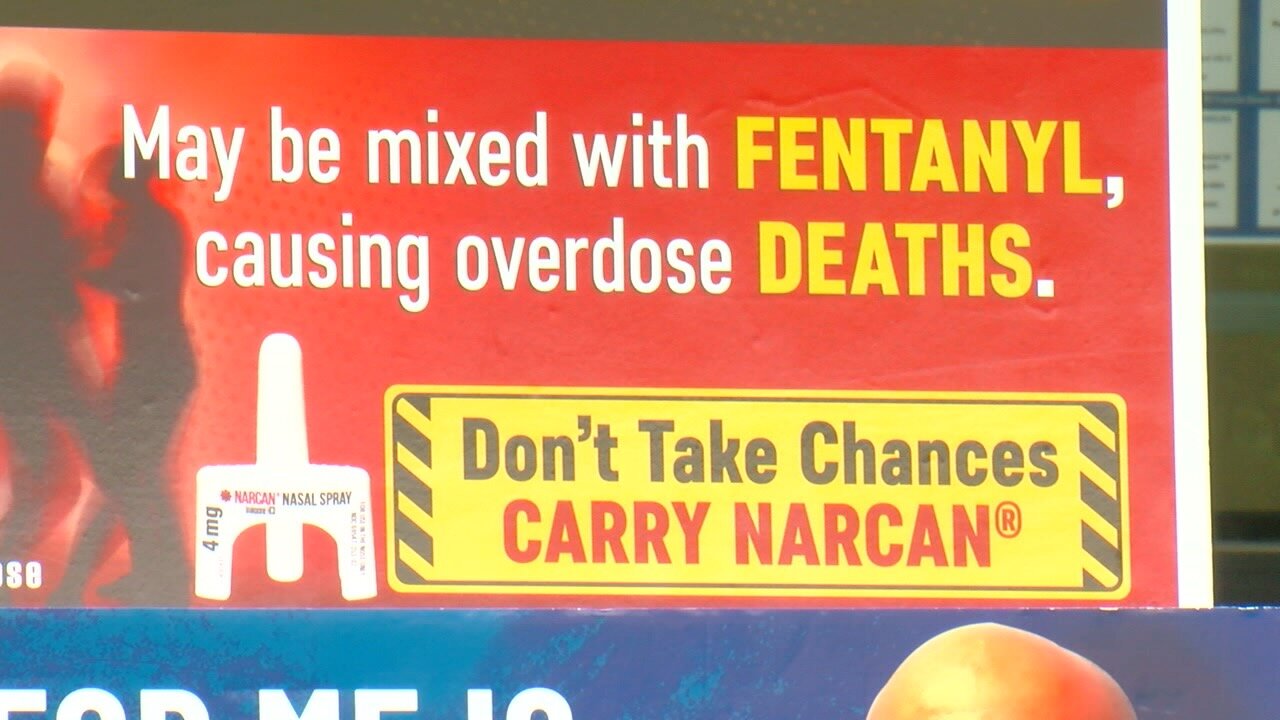 May be mixed with FENTANYL,
causing overdose DEATHS.
Don't Take Chances
CARRY NARCAN®
NARCAN® NASAL SPRAY
4 mg